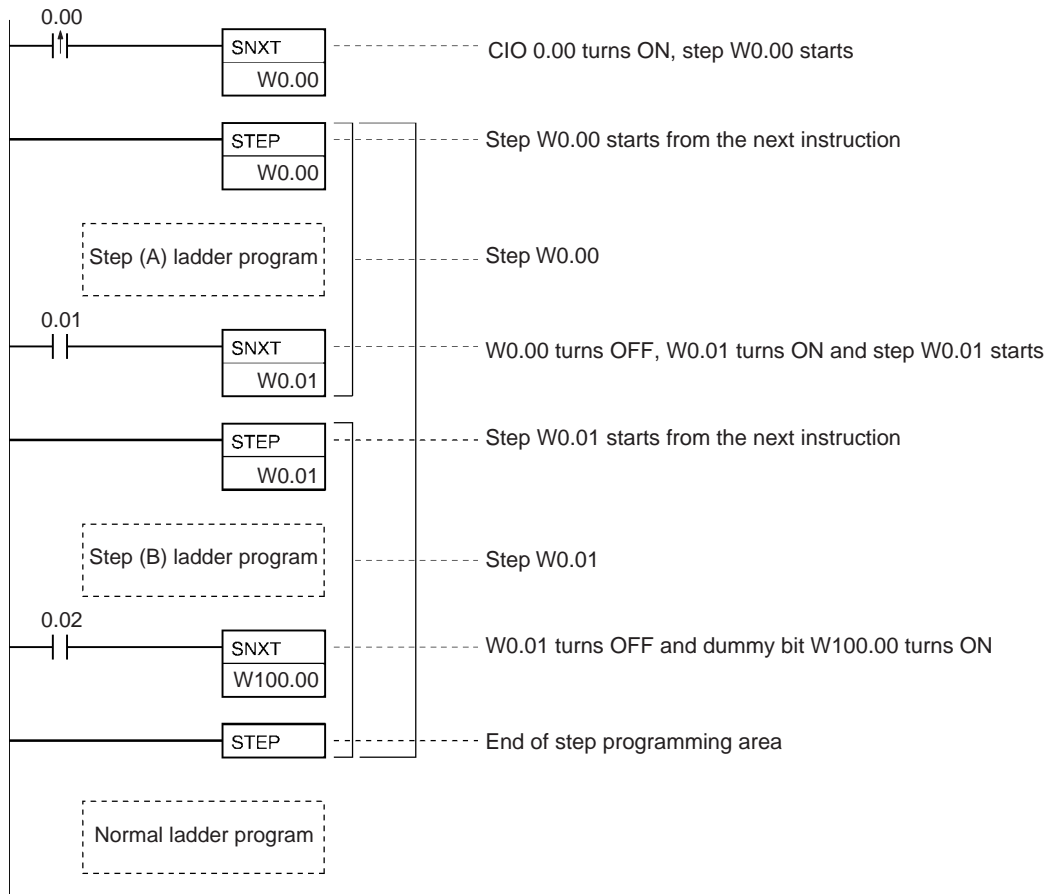 0.00
SNXT
W0.00
CIO 0.00 turns ON, step W0.00 starts
STEP
W0.00
Step W0.00 starts from the next instruction
Step (A) ladder program
Step W0.00
0.01
SNXT
W0.01
W0.00 turns OFF, W0.01 turns ON and step W0.01 starts
STEP
W0.01
Step W0.01 starts from the next instruction
Step (B) ladder program
Step W0.01
0.02
SNXT
W100.00
W0.01 turns OFF and dummy bit W100.00 turns ON
STEP
End of step programming area
Normal ladder program